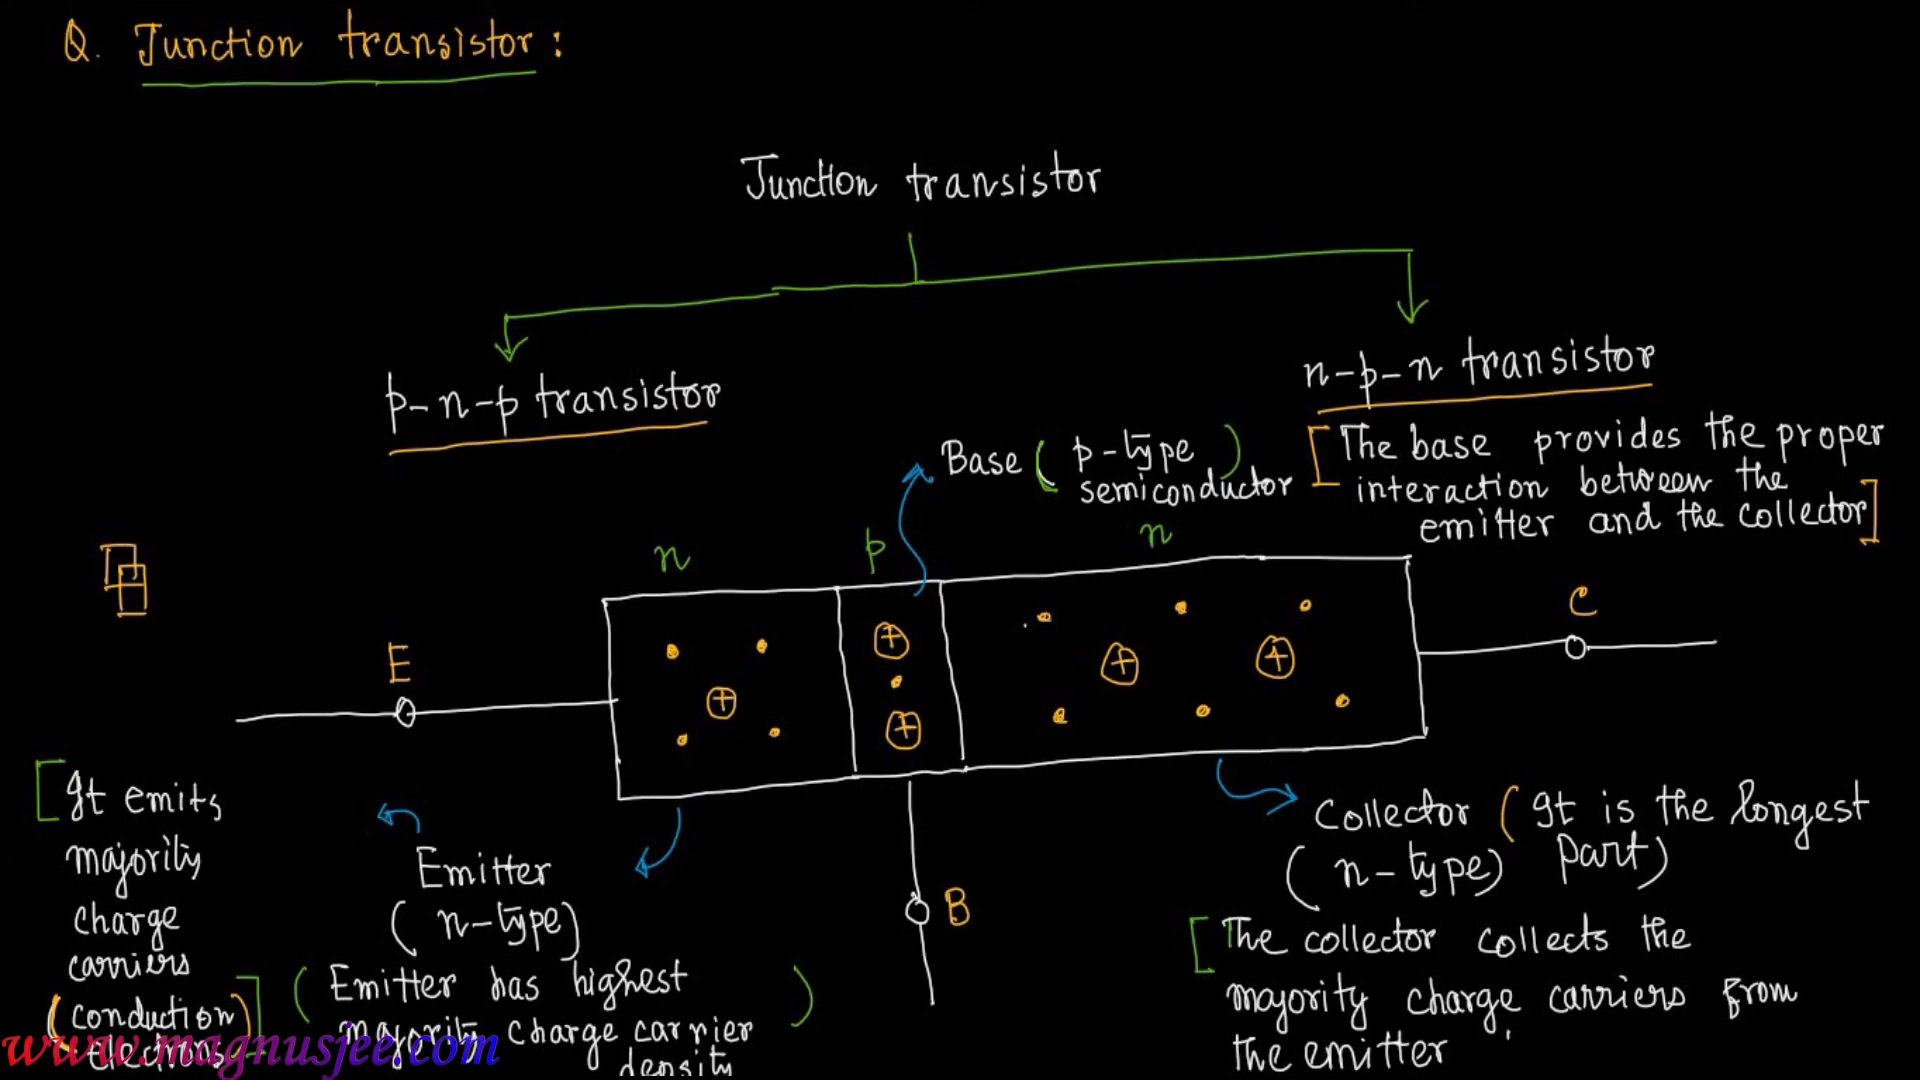 Q. Junction transistor:
Junction transistor
p-n-p transistor
n-p-n transistor
Base (p-type
semiconductor)
[The base provides the proper
interaction between the
emitter and the collector]
n
p
n
E
C
B
[It emits
majority
charge
carriers
(conduction)]
electrons
Emitter
(n-type)
(Emitter has highest
majority charge carrier
density)
Collector (It is the longest
(n-type) Part)
[The collector collects the
majority charge carriers from
the emitter
www.magnusjee.com